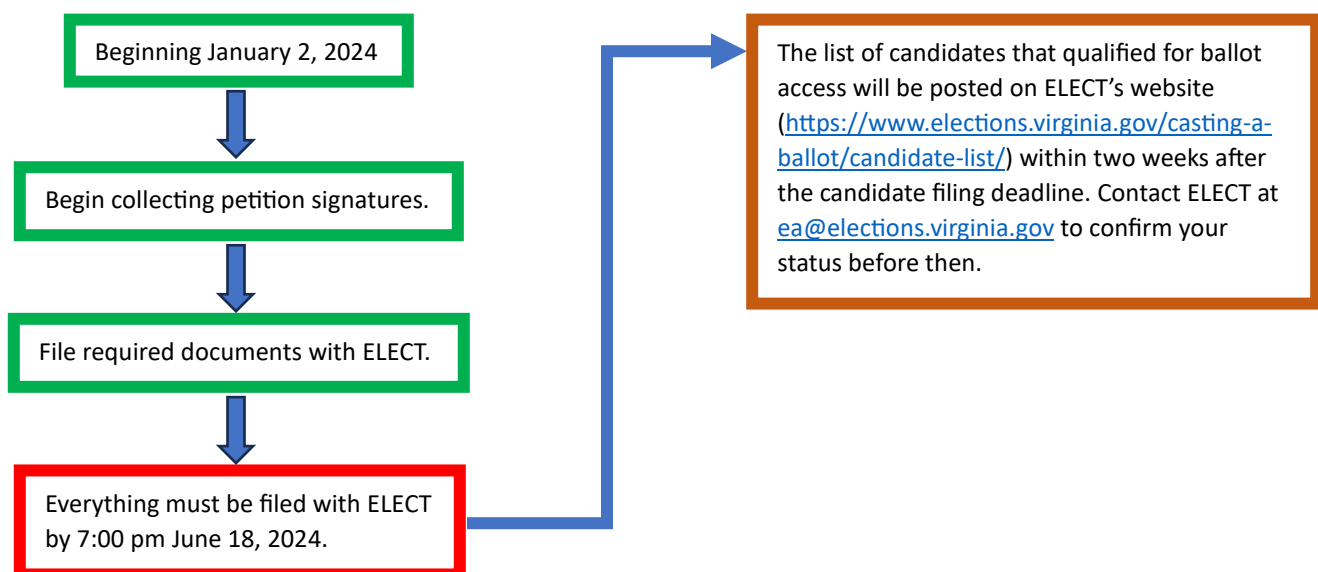 Beginning January 2, 2024
Begin collecting petition signatures.
File required documents with ELECT.
Everything must be filed with ELECT
by 7:00 pm June 18, 2024.
The list of candidates that qualified for ballot
access will be posted on ELECT’s website
(https://www.elections.virginia.gov/casting-a-
ballot/candidate-list/) within two weeks after
the candidate filing deadline. Contact ELECT at
ea@elections.virginia.gov to confirm your
status before then.